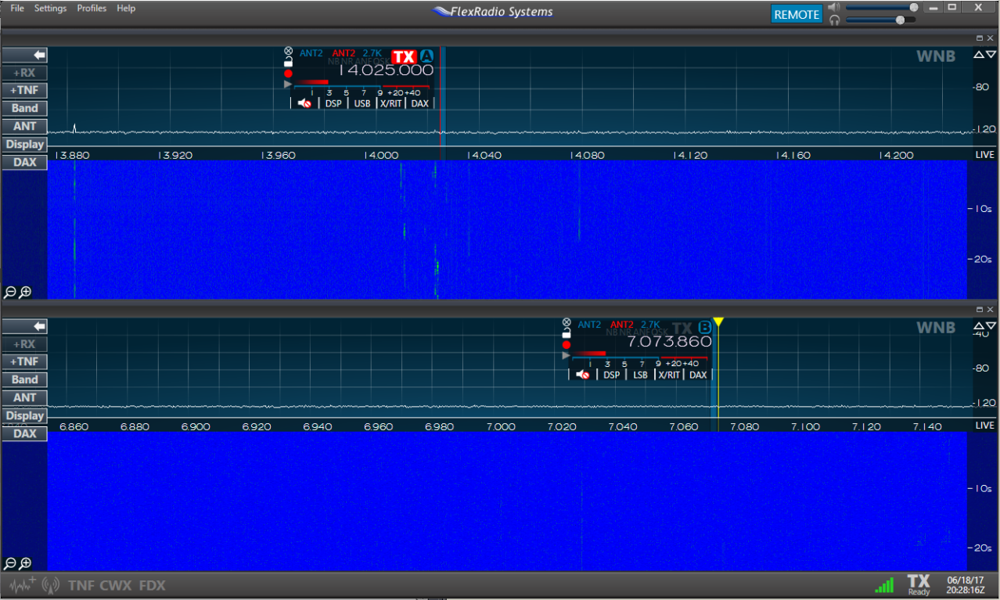 File Settings Profiles Help
FlexRadio Systems
REMOTE
X
ANT2 ANT2 2.7K TX A
NB NR ANF QSK
14.025.000
1 3 5 7 9 +20 +40
DSP USB X/RIT DAX
WNB
+RX
+TNF
Band
ANT
Display
DAX
-80
-120
13.880 13.920 13.960 14.000 14.040 14.080 14.120 14.160 14.200 LIVE
-10s
-20s
ANT2 ANT2 2.7K TX B
NB NR ANF QSK
7.073.860
1 3 5 7 9 +20 +40
DSP LSB X/RIT DAX
WNB
+RX
+TNF
Band
ANT
Display
DAX
-40
-80
-120
6.860 6.880 6.900 6.920 6.940 6.960 6.980 7.000 7.020 7.040 7.060 7.080 7.100 7.120 7.140 LIVE
-10s
-20s
TNF CWX FDX
TX
Ready
06/18/17
20:28:16Z